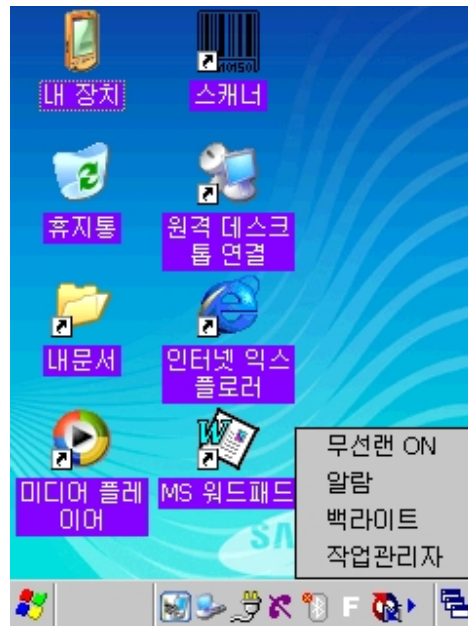 내 장치
스캐너
10150
휴지통
원격 데스크
톱 연결
내문서
인터넷 익스
플로러
미디어 플레
이어
MS 워드패드
무선랜 ON
알람
백라이트
작업관리자
SA
F